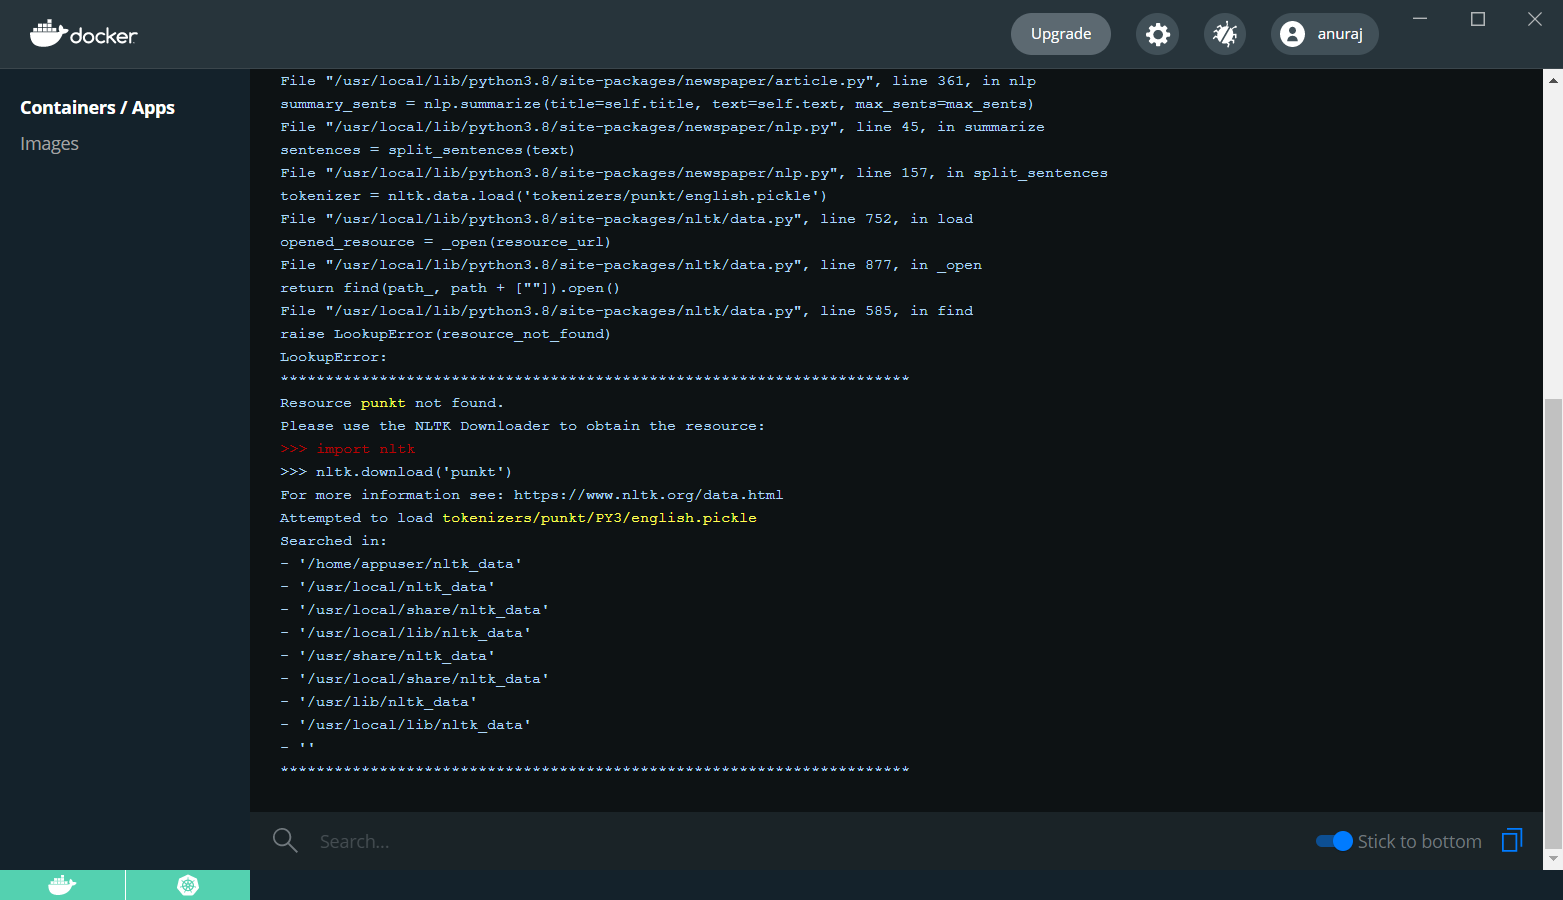 docker
Upgrade
anuraj
Containers / Apps
Images
File "/usr/local/lib/python3.8/site-packages/newspaper/article.py", line 361, in nlp
summary_sents = nlp.summarize(title=self.title, text=self.text, max_sents=max_sents)
File "/usr/local/lib/python3.8/site-packages/newspaper/nlp.py", line 45, in summarize
sentences = split_sentences(text)
File "/usr/local/lib/python3.8/site-packages/newspaper/nlp.py", line 157, in split_sentences
tokenizer = nltk.data.load('tokenizers/punkt/english.pickle')
File "/usr/local/lib/python3.8/site-packages/nltk/data.py", line 752, in load
opened_resource = _open(resource_url)
File "/usr/local/lib/python3.8/site-packages/nltk/data.py", line 877, in _open
return find(path_, path + [""]).open()
File "/usr/local/lib/python3.8/site-packages/nltk/data.py", line 585, in find
raise LookupError(resource_not_found)
LookupError:
**********************************************************************
Resource punkt not found.
Please use the NLTK Downloader to obtain the resource:
>>> import nltk
>>> nltk.download('punkt')
For more information see: https://www.nltk.org/data.html
Attempted to load tokenizers/punkt/PY3/english.pickle
Searched in:
- '/home/appuser/nltk_data'
- '/usr/local/nltk_data'
- '/usr/local/share/nltk_data'
- '/usr/local/lib/nltk_data'
- '/usr/share/nltk_data'
- '/usr/local/share/nltk_data'
- '/usr/lib/nltk_data'
- '/usr/local/lib/nltk_data'
- ''
**********************************************************************
Search...
Stick to bottom